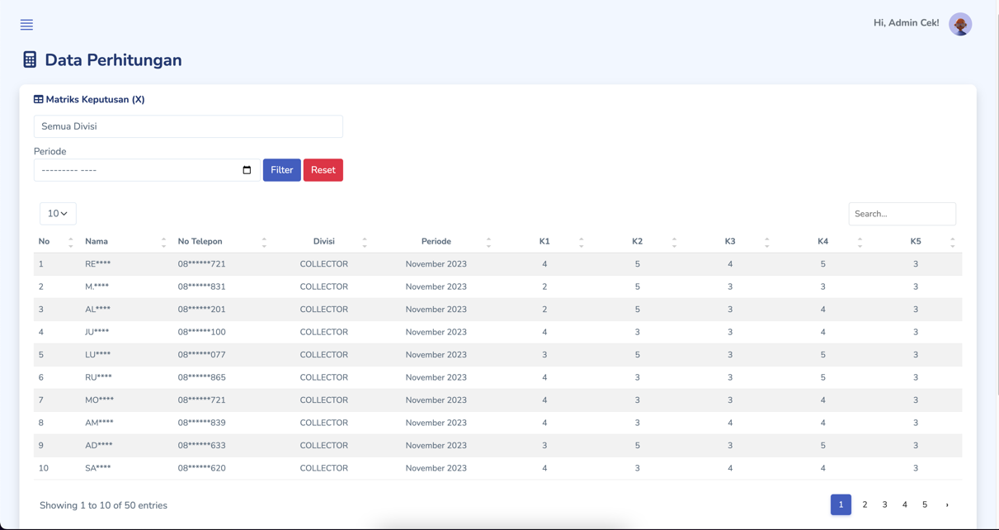 Hi, Admin Cek!
Data Perhitungan
Matriks Keputusan (X)
Semua Divisi
Periode
--------- ----
Filter
Reset
10
Search...
No Nama No Telepon Divisi Periode K1 K2 K3 K4 K5
1 RE**** 08******721 COLLECTOR November 2023 4 5 4 5 3
2 M.**** 08******831 COLLECTOR November 2023 2 5 3 3 3
3 AL**** 08******201 COLLECTOR November 2023 2 5 3 4 3
4 JU**** 08******100 COLLECTOR November 2023 4 3 3 4 3
5 LU**** 08******077 COLLECTOR November 2023 3 5 3 5 3
6 RU**** 08******865 COLLECTOR November 2023 4 3 3 5 3
7 MO**** 08******721 COLLECTOR November 2023 4 3 3 4 3
8 AM**** 08******839 COLLECTOR November 2023 4 3 4 4 3
9 AD**** 08******633 COLLECTOR November 2023 3 5 3 5 3
10 SA**** 08******620 COLLECTOR November 2023 4 3 4 4 3
Showing 1 to 10 of 50 entries
1 2 3 4 5 ›